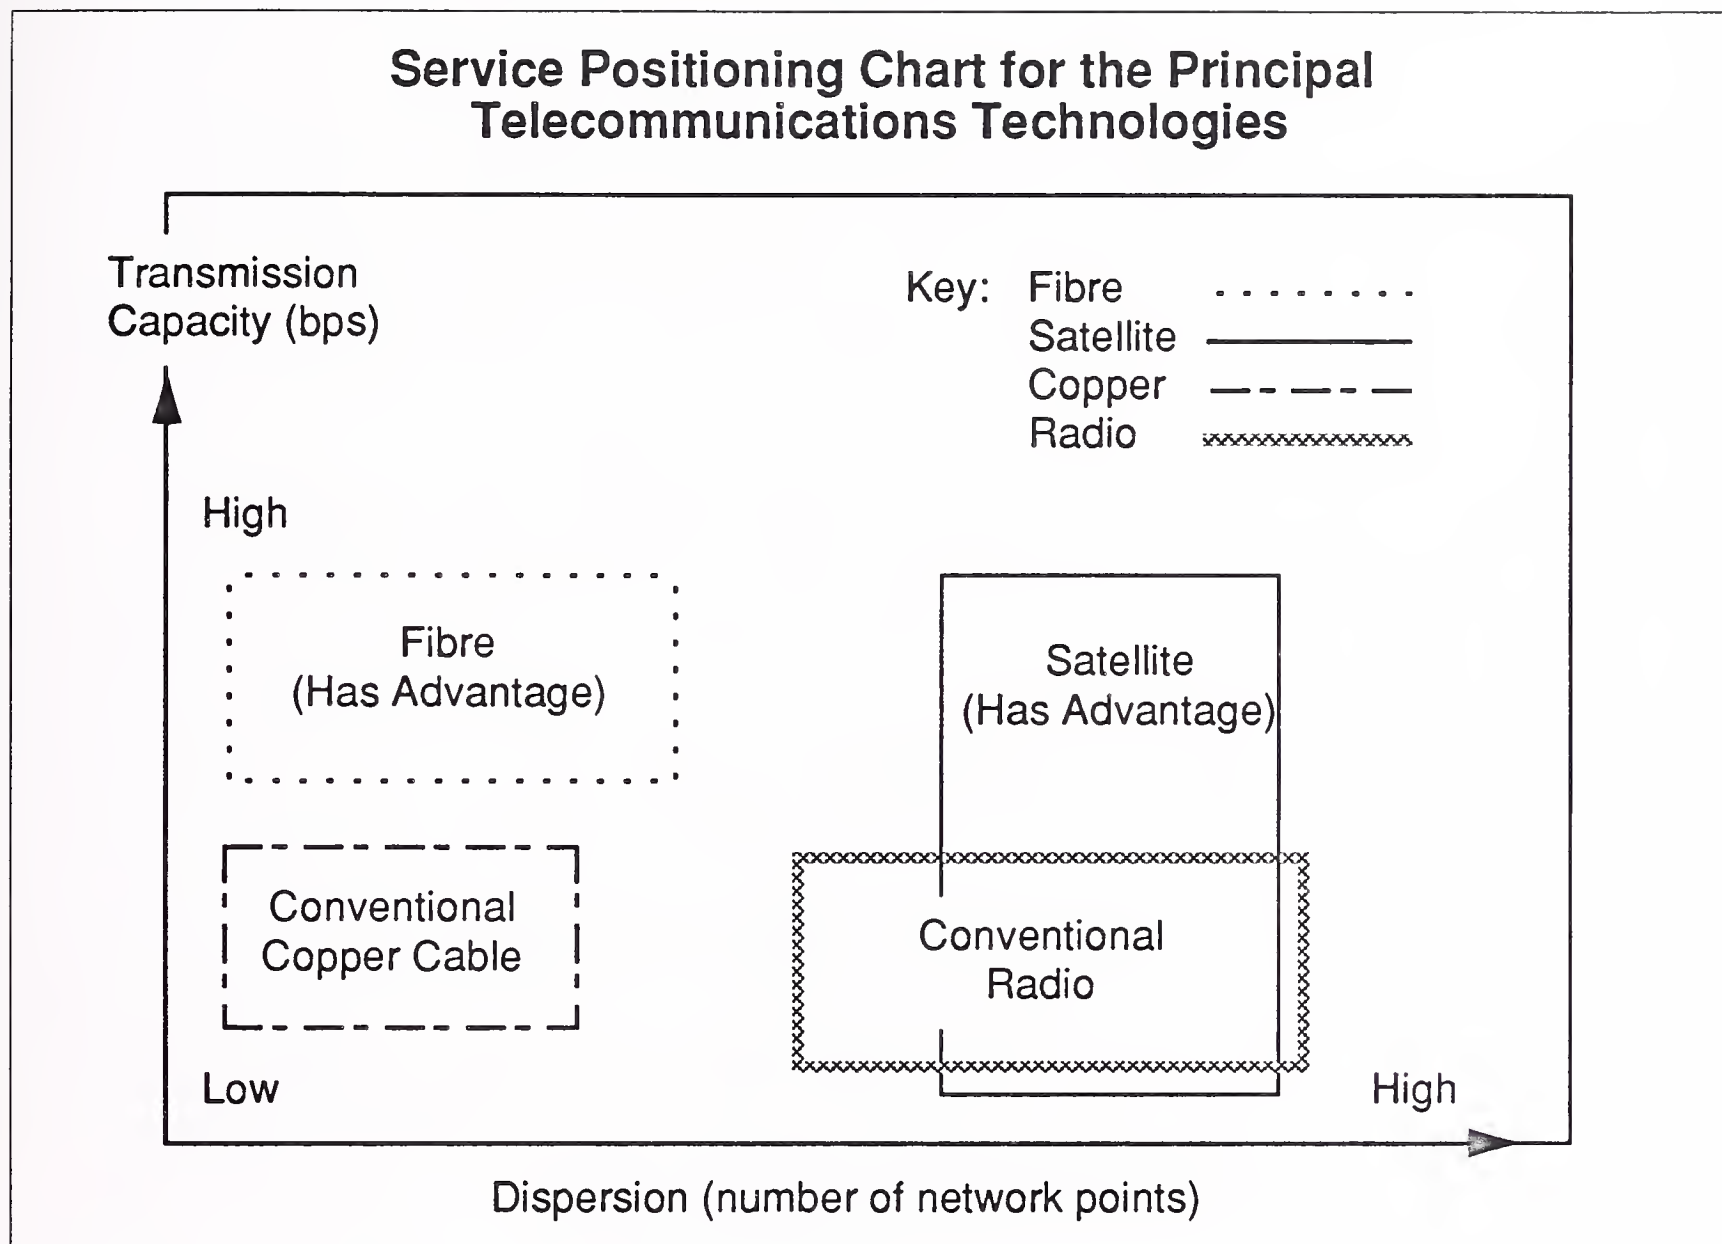 Service Positioning Chart for the Principal
Telecommunications Technologies
Transmission
Capacity (bps)
Key:
Fibre
Satellite
Copper
Radio
High
Fibre
(Has Advantage)
Satellite
(Has Advantage)
Conventional
Copper Cable
Conventional
Radio
Low
High
Dispersion (number of network points)